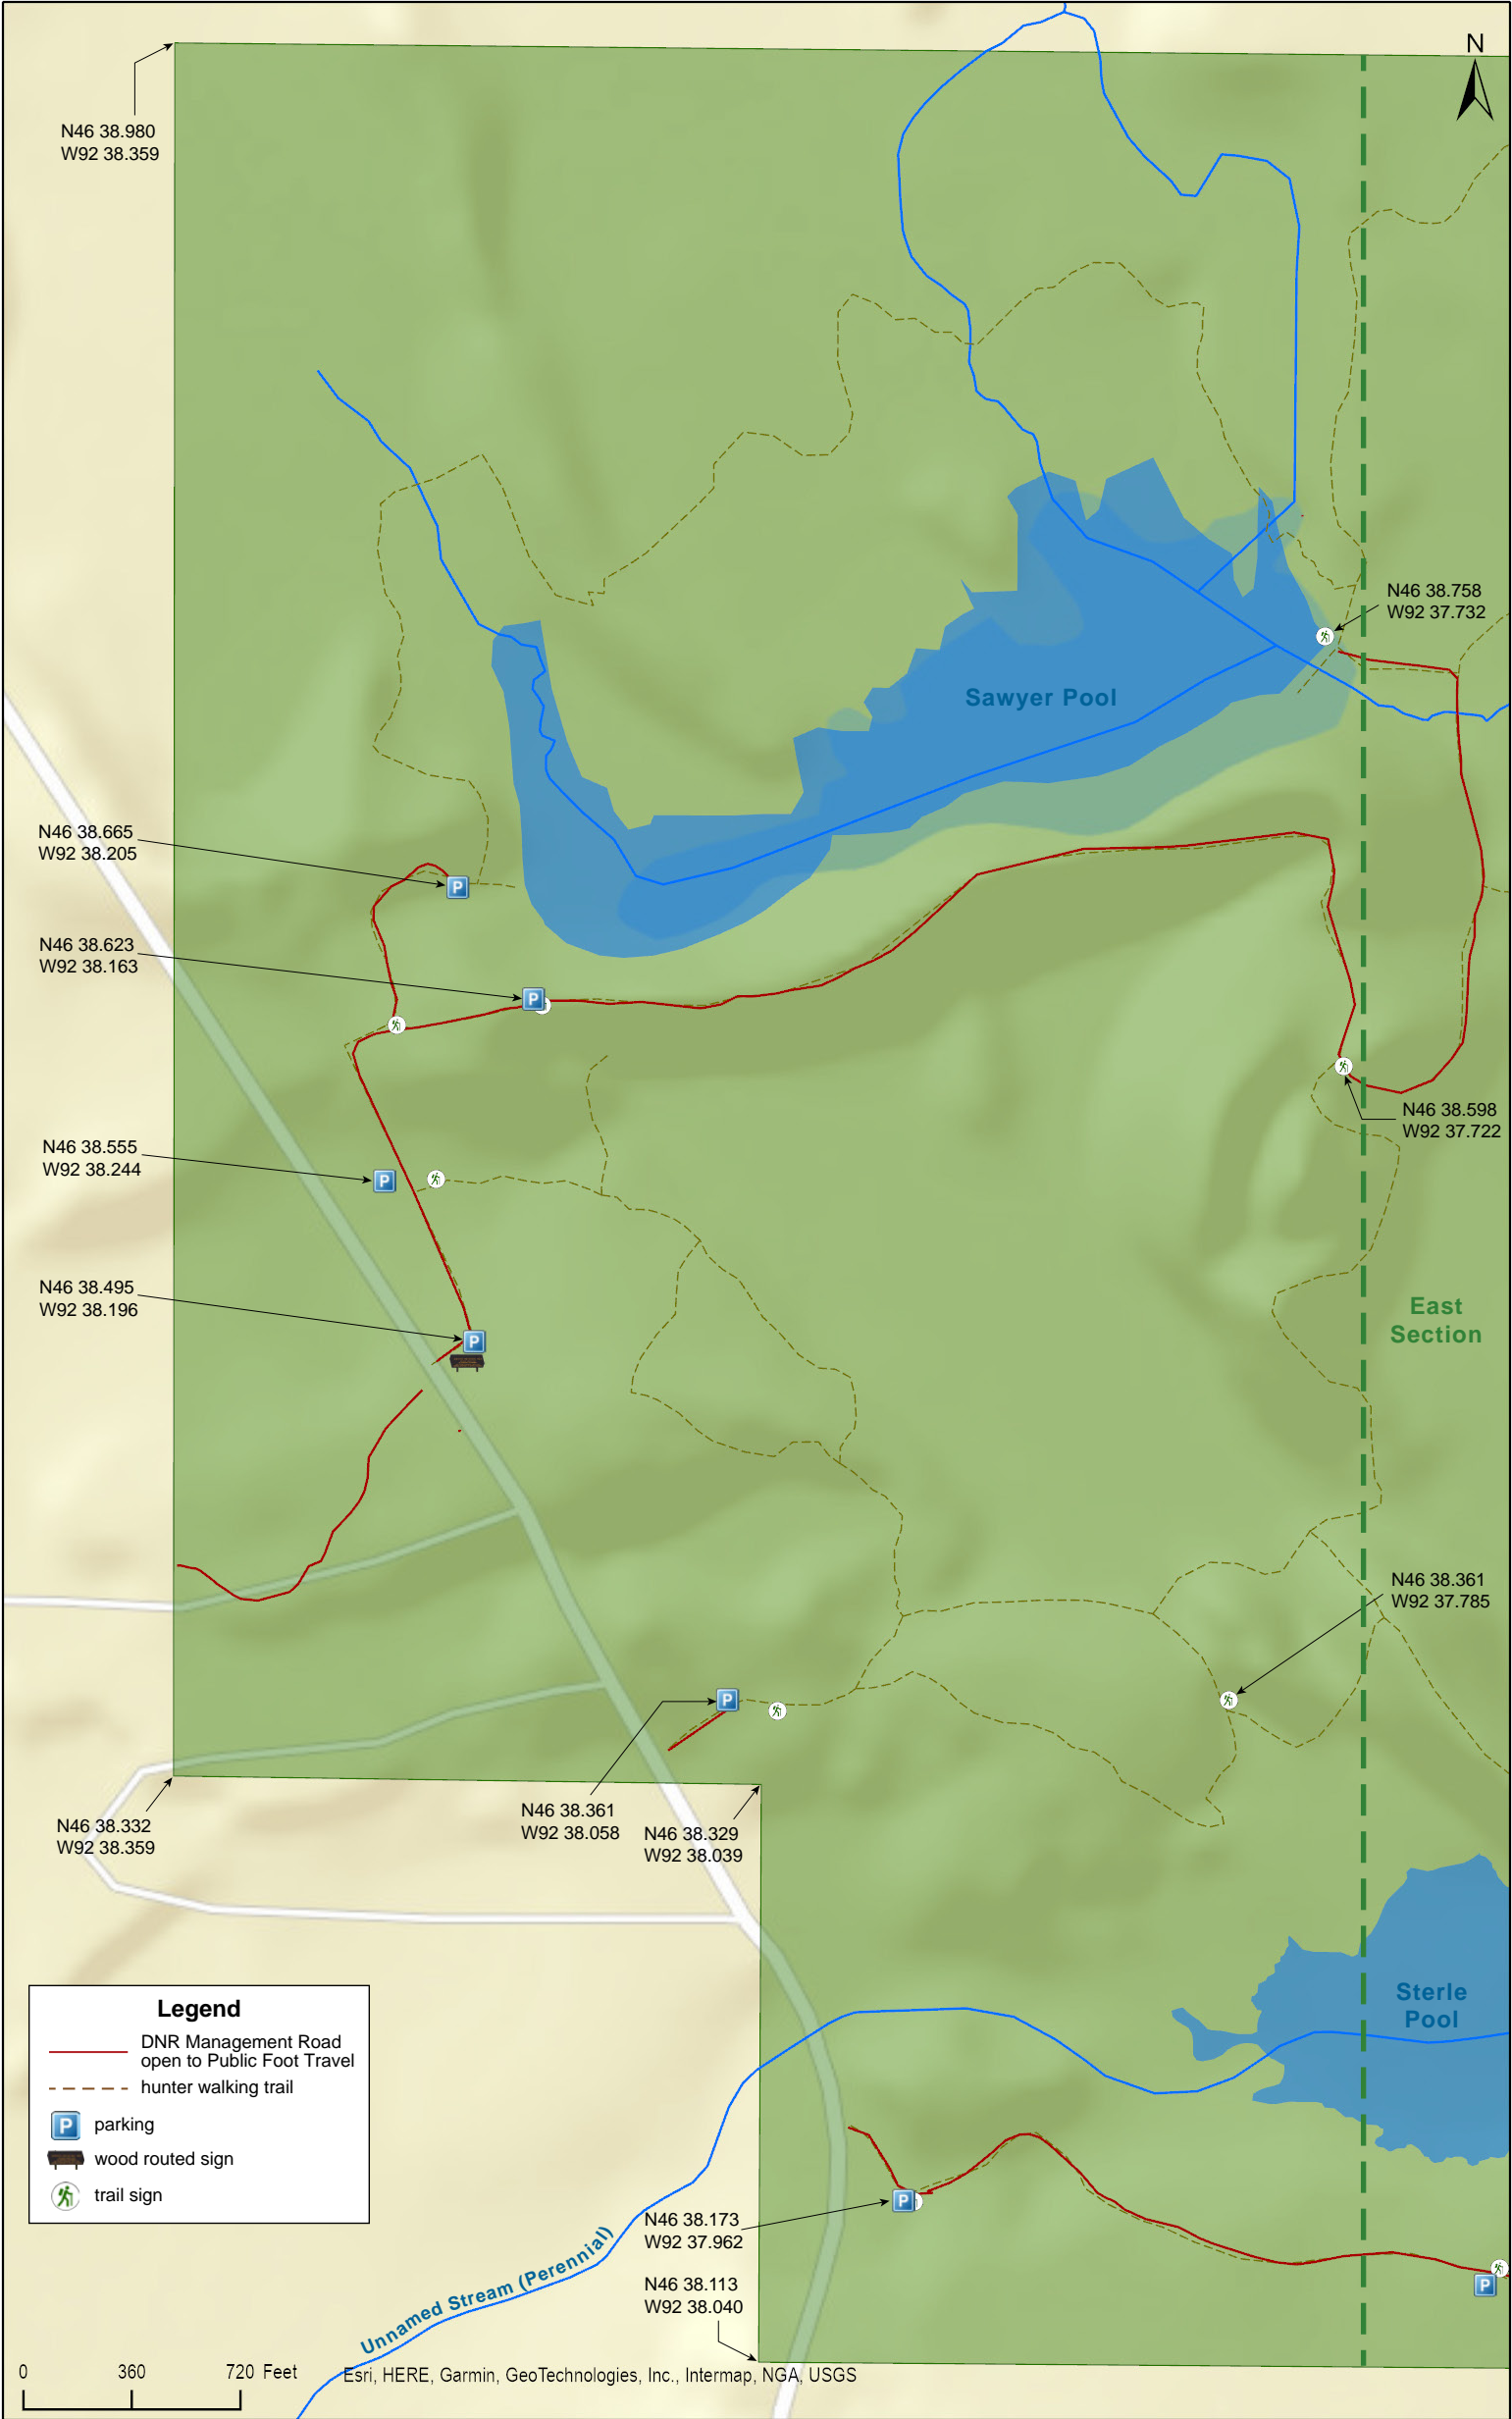 N
N46 38.980
W92 38.359
N46 38.758
W92 37.732
Sawyer Pool
N46 38.665
W92 38.205
N46 38.623
W92 38.163
N46 38.598
W92 37.722
N46 38.555
W92 38.244
N46 38.495
W92 38.196
East
Section
N46 38.361
W92 37.785
N46 38.361
W92 38.058
N46 38.329
W92 38.039
N46 38.332
W92 38.359
Sterle
Pool
Legend
DNR Management Road
open to Public Foot Travel
hunter walking trail
P parking
wood routed sign
trail sign
N46 38.173
W92 37.962
N46 38.113
W92 38.040
Unnamed Stream (Perennial)
0 360 720 Feet
Esri, HERE, Garmin, GeoTechnologies, Inc., Intermap, NGA, USGS
P
P
P
P
P
P
P